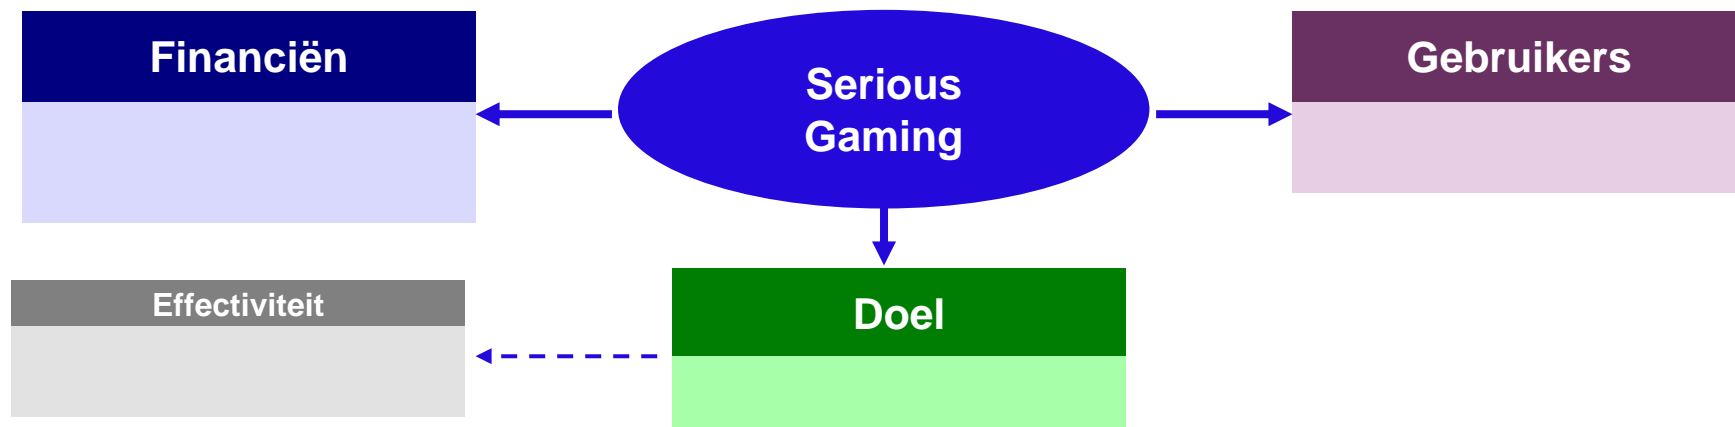 Financiën
Serious
Gaming
Gebruikers
Effectiviteit
Doel